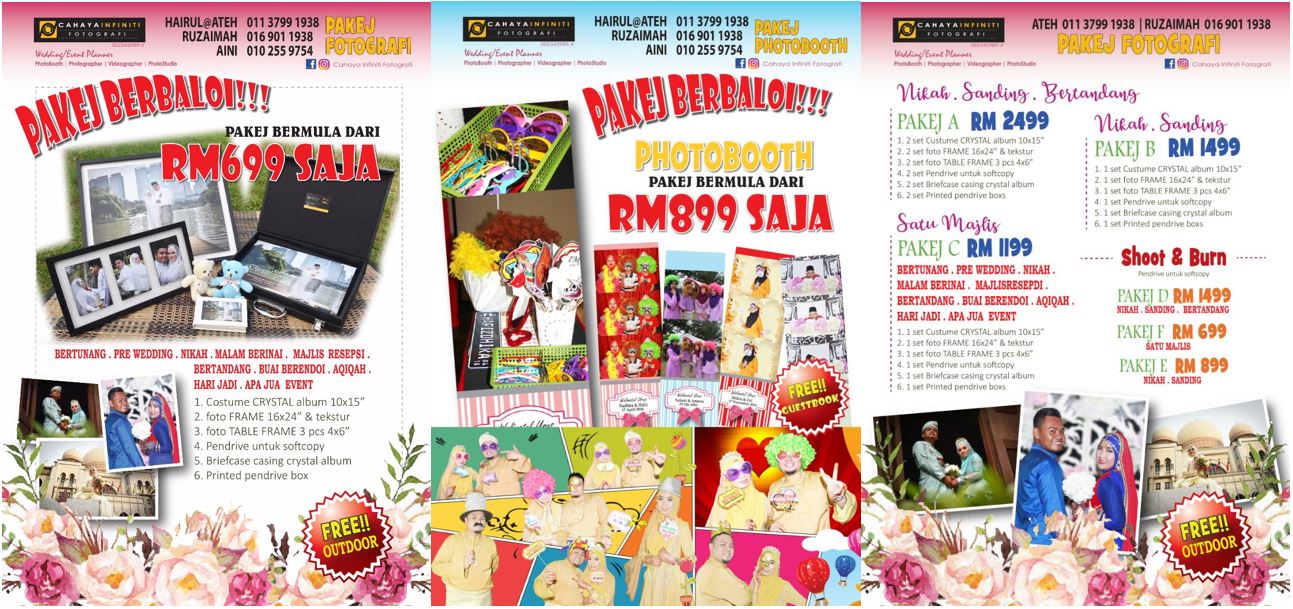 CAHAYAINFINITI
FOTOGRAFI
002542989-X
Wedding/Event Planner
PhotoBooth | Photographer | Videographer | PhotoStudio
HAIRUL@ATEH 011 3799 1938
RUZAIMAH 016 901 1938
AINI 010 255 9754
PAKEJ
FOTOGRAFI
Cahaya Infiniti Fotografi
PAKEJ BERBALOI!!!
PAKEJ BERMULA DARI
RM699 SAJA
BERTUNANG . PRE WEDDING . NIKAH . MALAM BERINAI . MAJLIS RESEPSI .
BERTANDANG . BUAI BERENDOI . AQIQAH .
HARI JADI . APA JUA EVENT
1. Costume CRYSTAL album 10x15”
2. foto FRAME 16x24” & tekstur
3. foto TABLE FRAME 3 pcs 4x6”
4. Pendrive untuk softcopy
5. Briefcase casing crystal album
6. Printed pendrive box
FREE!!
OUTDOOR
CAHAYAINFINITI
FOTOGRAFI
002542989-X
Wedding/Event Planner
PhotoBooth | Photographer | Videographer | PhotoStudio
HAIRUL@ATEH 011 3799 1938
RUZAIMAH 016 901 1938
AINI 010 255 9754
PAKEJ
PHOTOBOOTH
Cahaya Infiniti Fotografi
PAKEJ BERBALOI!!!
PHOTOBOOTH
PAKEJ BERMULA DARI
RM899 SAJA
FREE!!
GUESTBOOK
CAHAYAINFINITI
FOTOGRAFI
002542989-X
Wedding/Event Planner
PhotoBooth | Photographer | Videographer | PhotoStudio
ATEH 011 3799 1938 | RUZAIMAH 016 901 1938
PAKEJ FOTOGRAFI
Cahaya Infiniti Fotografi
Nikah . Sanding . Bertandang
PAKEJ A RM 2499
1. 2 set Custume CRYSTAL album 10x15”
2. 2 set foto FRAME 16x24” & tekstur
3. 2 set foto TABLE FRAME 3 pcs 4x6”
4. 2 set Pendrive untuk softcopy
5. 2 set Briefcase casing crystal album
6. 2 set Printed pendrive boxs
Satu Majlis
PAKEJ C RM 1199
BERTUNANG . PRE WEDDING . NIKAH .
MALAM BERINAI . MAJLISRESEPDI .
BERTANDANG . BUAI BERENDOI . AQIQAH .
HARI JADI . APA JUA EVENT
1. 1 set Custume CRYSTAL album 10x15”
2. 1 set foto FRAME 16x24” & tekstur
3. 1 set foto TABLE FRAME 3 pcs 4x6”
4. 1 set Pendrive untuk softcopy
5. 1 set Briefcase casing crystal album
6. 1 set Printed pendrive boxs
Nikah . Sanding
PAKEJ B RM 1499
1. 1 set Custume CRYSTAL album 10x15”
2. 1 set foto FRAME 16x24” & tekstur
3. 1 set foto TABLE FRAME 3 pcs 4x6”
4. 1 set Pendrive untuk softcopy
5. 1 set Briefcase casing crystal album
6. 1 set Printed pendrive boxs
Shoot & Burn
Pendrive untuk softcopy
PAKEJ D RM 1499
NIKAH . SANDING . BERTANDANG
PAKEJ F RM 699
SATU MAJLIS
PAKEJ E RM 899
NIKAH . SANDING
FREE!!
OUTDOOR